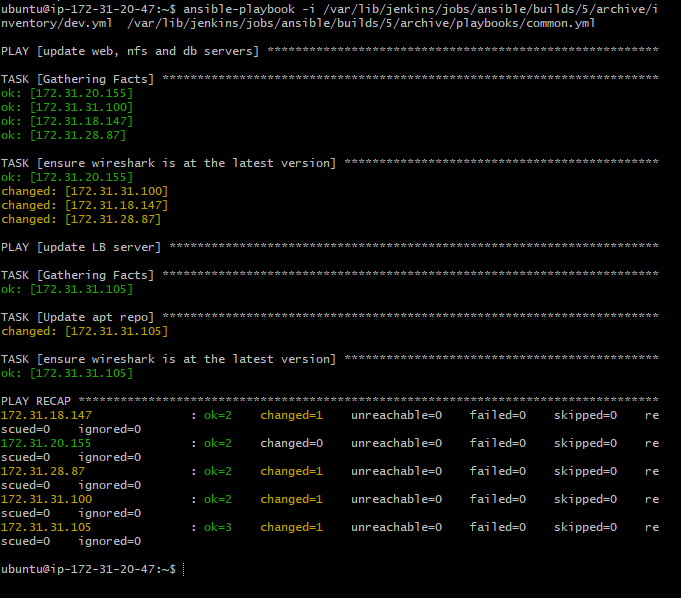 ubuntu@ip-172-31-20-47:~$ ansible-playbook -i /var/lib/jenkins/jobs/ansible/builds/5/archive/i
nventory/dev.yml  /var/lib/jenkins/jobs/ansible/builds/5/archive/playbooks/common.yml
PLAY [update web, nfs and db servers] ********************************************************
TASK [Gathering Facts] ***********************************************************************
ok: [172.31.20.155]
ok: [172.31.31.100]
ok: [172.31.18.147]
ok: [172.31.28.87]
TASK [ensure wireshark is at the latest version] *********************************************
ok: [172.31.20.155]
changed: [172.31.31.100]
changed: [172.31.18.147]
changed: [172.31.28.87]
PLAY [update LB server] **********************************************************************
TASK [Gathering Facts] ***********************************************************************
ok: [172.31.31.105]
TASK [Update apt repo] ***********************************************************************
changed: [172.31.31.105]
TASK [ensure wireshark is at the latest version] *********************************************
ok: [172.31.31.105]
PLAY RECAP ***********************************************************************************
172.31.18.147              : ok=2    changed=1    unreachable=0    failed=0    skipped=0    re
scued=0    ignored=0
172.31.20.155              : ok=2    changed=0    unreachable=0    failed=0    skipped=0    re
scued=0    ignored=0
172.31.28.87               : ok=2    changed=1    unreachable=0    failed=0    skipped=0    re
scued=0    ignored=0
172.31.31.100              : ok=2    changed=1    unreachable=0    failed=0    skipped=0    re
scued=0    ignored=0
172.31.31.105              : ok=3    changed=1    unreachable=0    failed=0    skipped=0    re
scued=0    ignored=0
ubuntu@ip-172-31-20-47:~$